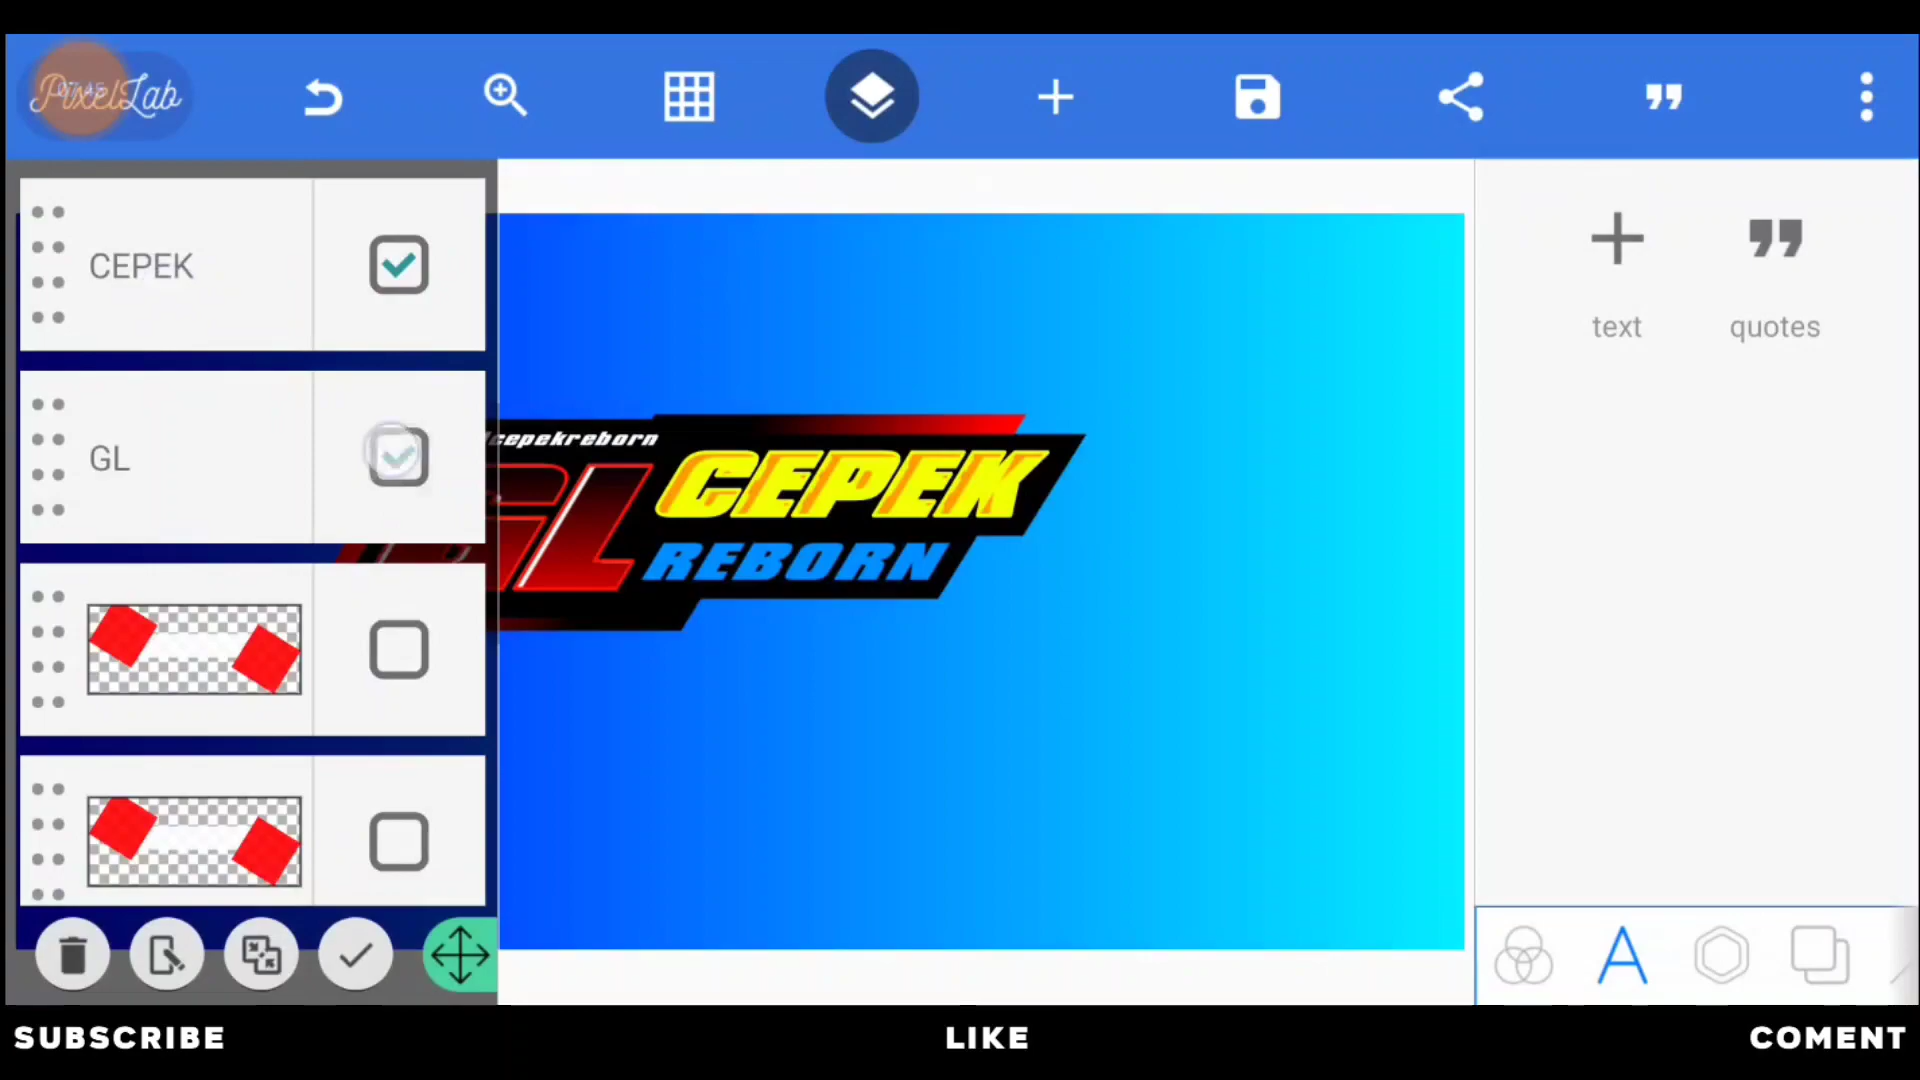 PixelLab
CEPEK
GL
cepekreborn
GL
CEPEK
REBORN
text
quotes
SUBSCRIBE
LIKE
COMENT